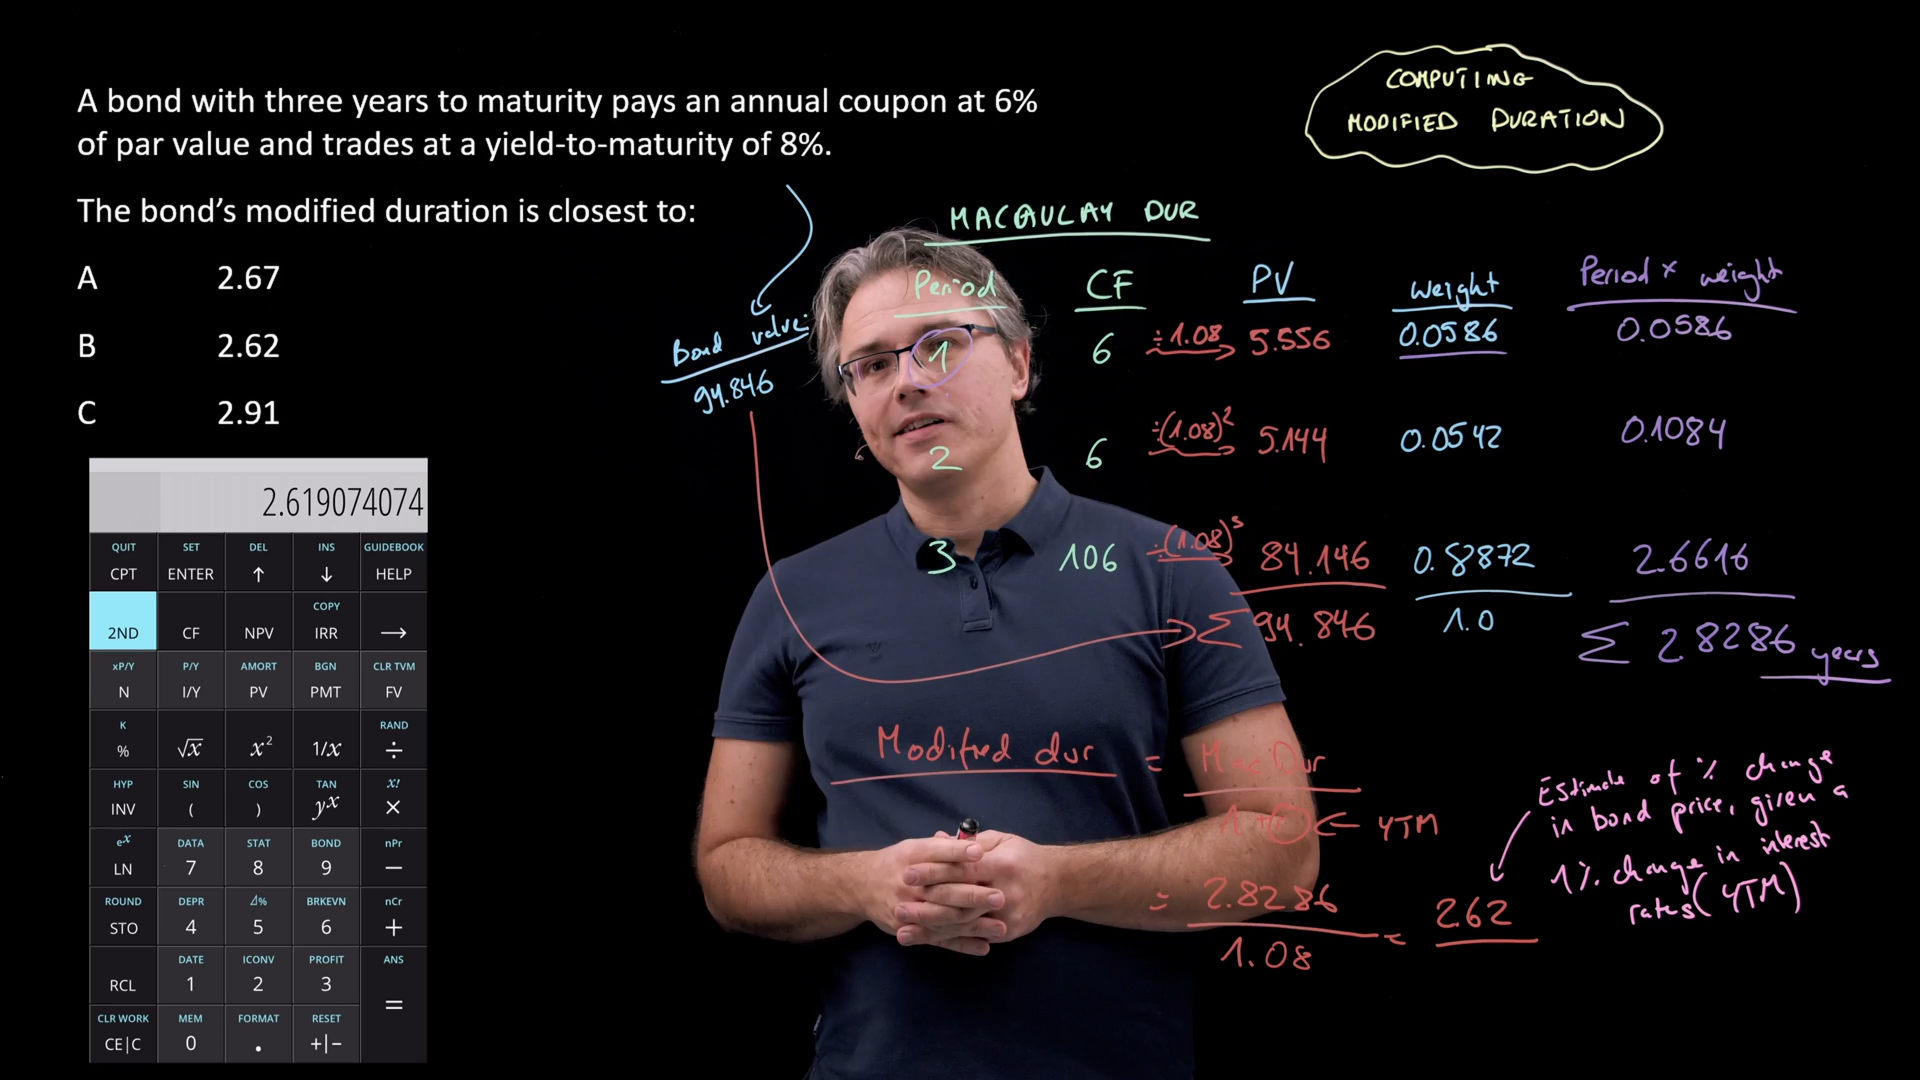 COMPUTING
MODIFIED DURATION
A bond with three years to maturity pays an annual coupon at 6%
of par value and trades at a yield-to-maturity of 8%.
The bond's modified duration is closest to:
A 2.67
B 2.62
C 2.91
MACAULAY DUR
Period CF PV weight Period × weight
1 6 ÷1.08 5.556 0.0586 0.0586
2 6 ÷(1.08)² 5.144 0.0542 0.1084
3 106 ÷(1.08)³ 84.146 0.8872 2.6616
Σ 94.846 1.0 Σ 2.8286 years
Bond value:
94.846
Modified dur = MacDur
1+ ← YTM
= 2.8286
1.08
= 2.62
Estimate of % change
in bond price, given a
1% change in interest
rates (YTM)
2.619074074
QUIT SET DEL INS GUIDEBOOK
CPT ENTER ↑ ↓ HELP
COPY
2ND CF NPV IRR →
xP/Y P/Y AMORT BGN CLR TVM
N I/Y PV PMT FV
K RAND
% √x x² 1/x ÷
HYP SIN COS TAN x!
INV ( ) yˣ ×
eˣ DATA STAT BOND nPr
LN 7 8 9 −
ROUND DEPR Δ% BRKEVN nCr
STO 4 5 6 +
DATE ICONV PROFIT ANS
RCL 1 2 3 =
CLR WORK MEM FORMAT RESET
CE|C 0 . +|−